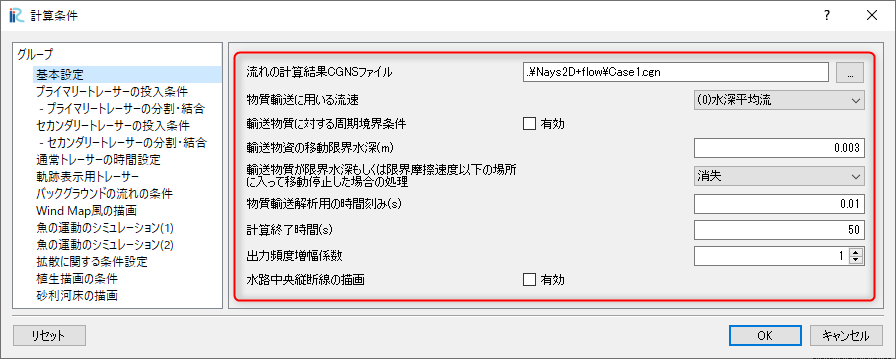 計算条件
グループ
基本設定
プライマリートレーサーの投入条件
- プライマリートレーサーの分割・結合
セカンダリートレーサーの投入条件
- セカンダリートレーサーの分割・結合
通常トレーサーの時間設定
軌跡表示用トレーサー
バックグラウンドの流れの条件
Wind Map風の描画
魚の運動のシミュレーション(1)
魚の運動のシミュレーション(2)
拡散に関する条件設定
植生描画の条件
砂利河床の描画
流れの計算結果CGNSファイル
.\Nays2D+flow\Case1.cgn
...
物質輸送に用いる流速
(0)水深平均流
輸送物質に対する周期境界条件
有効
輸送物資の移動限界水深(m)
0.003
輸送物質が限界水深もしくは限界摩擦速度以下の場所
に入って移動停止した場合の処理
消失
物質輸送解析用の時間刻み(s)
0.01
計算終了時間(s)
50
出力頻度増幅係数
1
水路中央縦断線の描画
有効
リセット
OK
キャンセル